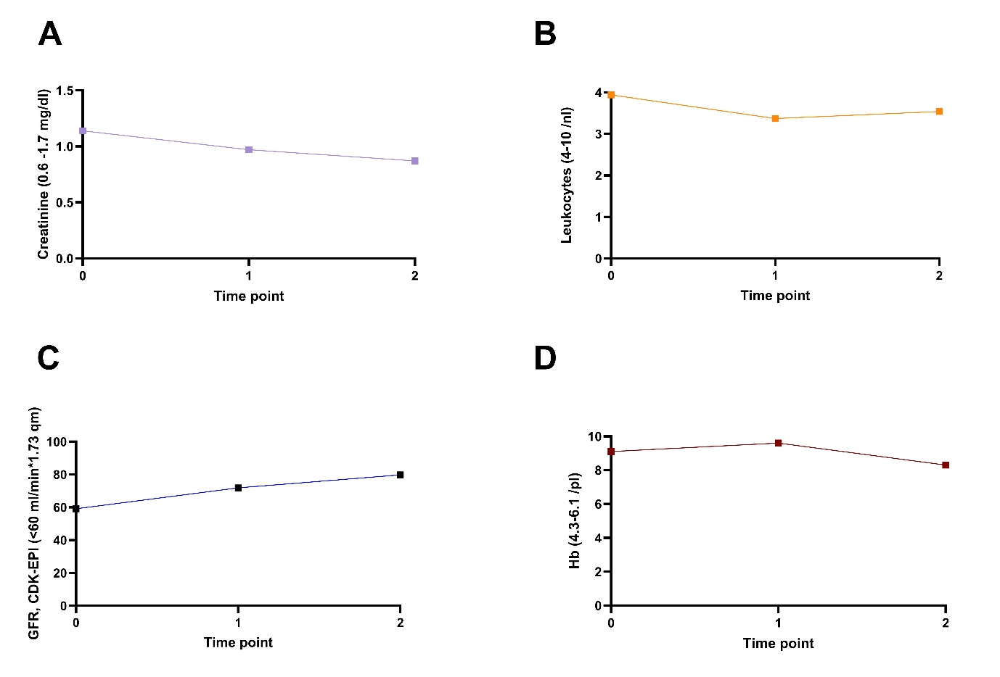 A
Creatinine (0.6 -1.7 mg/dl)
1.5
1.0
0.5
0.0
0 1 2
Time point
B
Leukocytes (4-10 /nl)
4
3
2
1
0
0 1 2
Time point
C
GFR, CDK-EPI (<60 ml/min*1.73 qm)
100
80
60
40
20
0
0 1 2
Time point
D
Hb (4.3-6.1 /pl)
10
8
6
4
2
0
0 1 2
Time point